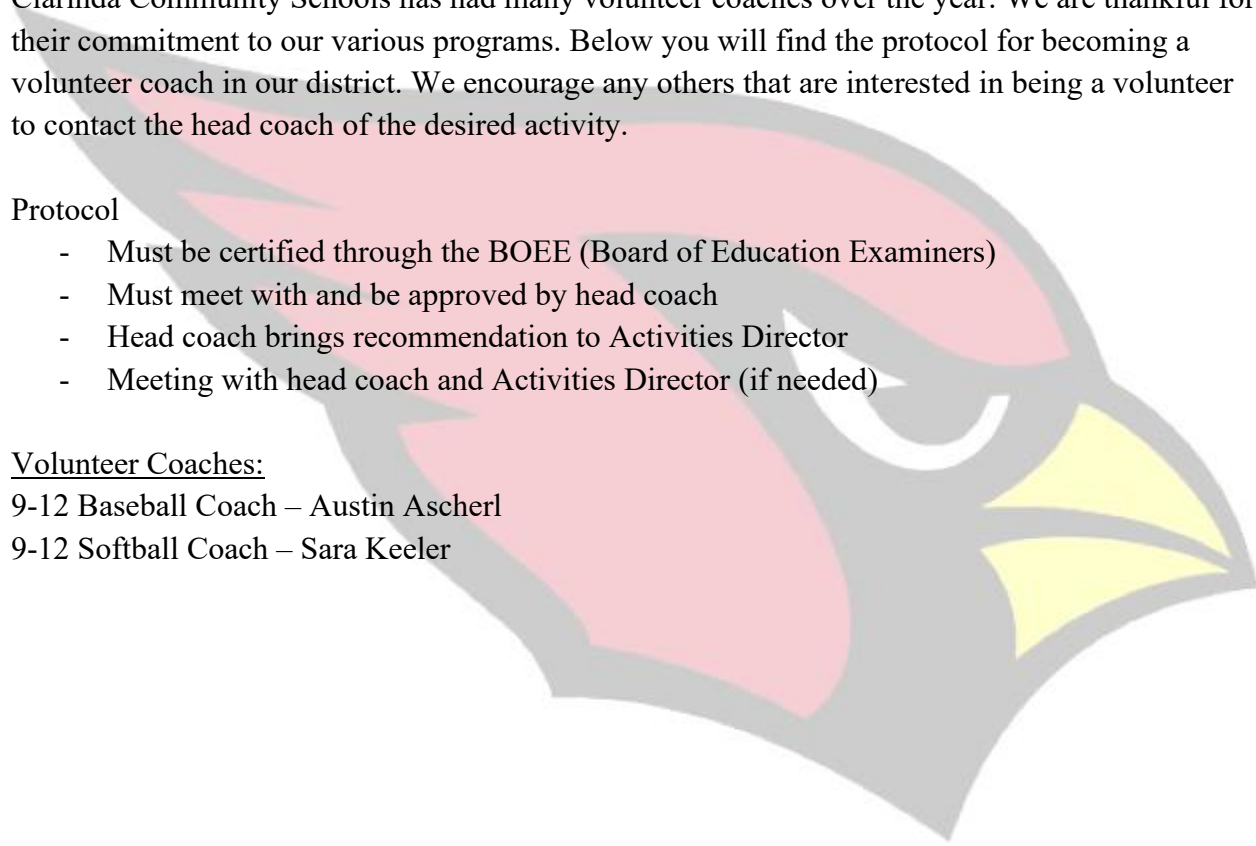 Clarinda Community Schools has had many volunteer coaches over the year. We are thankful for
their commitment to our various programs. Below you will find the protocol for becoming a
volunteer coach in our district. We encourage any others that are interested in being a volunteer
to contact the head coach of the desired activity.
Protocol
- Must be certified through the BOEE (Board of Education Examiners)
- Must meet with and be approved by head coach
- Head coach brings recommendation to Activities Director
- Meeting with head coach and Activities Director (if needed)
Volunteer Coaches:
9-12 Baseball Coach – Austin Ascherl
9-12 Softball Coach – Sara Keeler